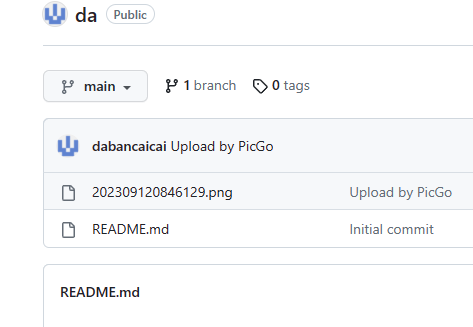 da Public
main 1 branch 0 tags
dabancaicai Upload by PicGo
202309120846129.png Upload by PicGo
README.md Initial commit
README.md